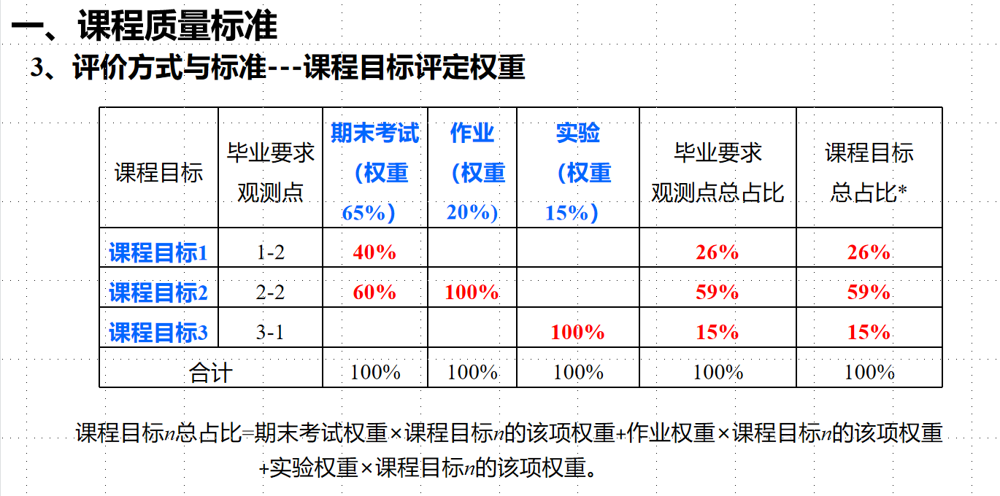 一、课程质量标准
3、评价方式与标准---课程目标评定权重
课程目标 毕业要求观测点 期末考试（权重65%） 作业（权重20%) 实验（权重15%） 毕业要求观测点总占比 课程目标总占比*
课程目标1 1-2 40% 26% 26%
课程目标2 2-2 60% 100% 59% 59%
课程目标3 3-1 100% 15% 15%
合计 100% 100% 100% 100% 100%
课程目标n总占比=期末考试权重×课程目标n的该项权重+作业权重×课程目标n的该项权重
+实验权重×课程目标n的该项权重。